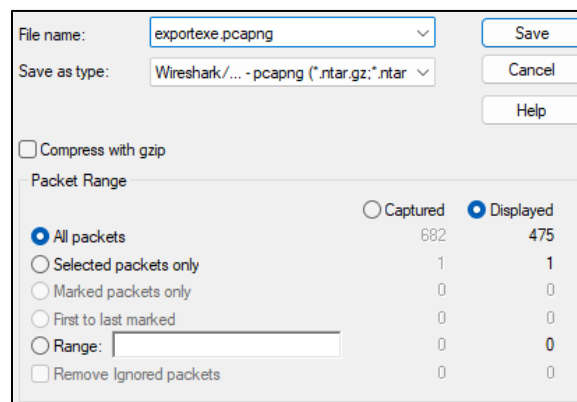 File name: exportexe.pcapng Save
Save as type: Wireshark/... - pcapng (*.ntar.gz;*.ntar Cancel
Help
Compress with gzip
Packet Range
Captured Displayed
All packets 682 475
Selected packets only 1 1
Marked packets only 0 0
First to last marked 0 0
Range: 0 0
Remove Ignored packets 0 0